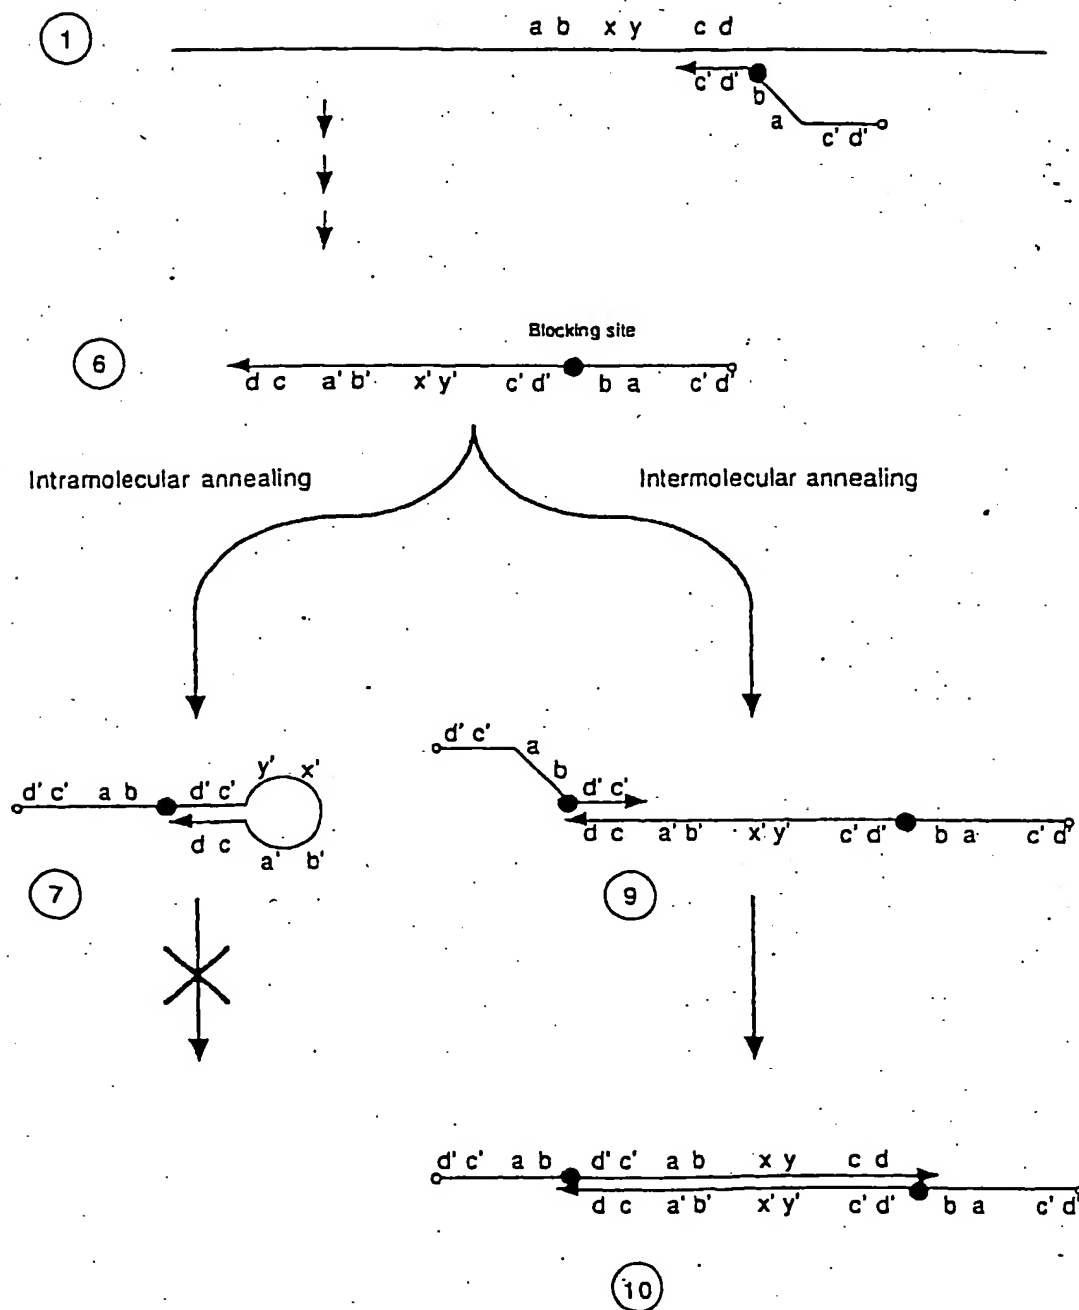 1
a b x y c d
c' d'
b
a
c' d'
Blocking site
6
d c a' b' x' y' c' d' b a c' d'
Intramolecular annealing
Intermolecular annealing
d' c' a b d' c' y' x'
d c a' b'
7
d' c' a b d' c'
d c a' b' x' y' c' d' b a c' d'
9
d' c' a b d' c' a b x y c d
d c a' b' x' y' c' d' b a c' d'
10